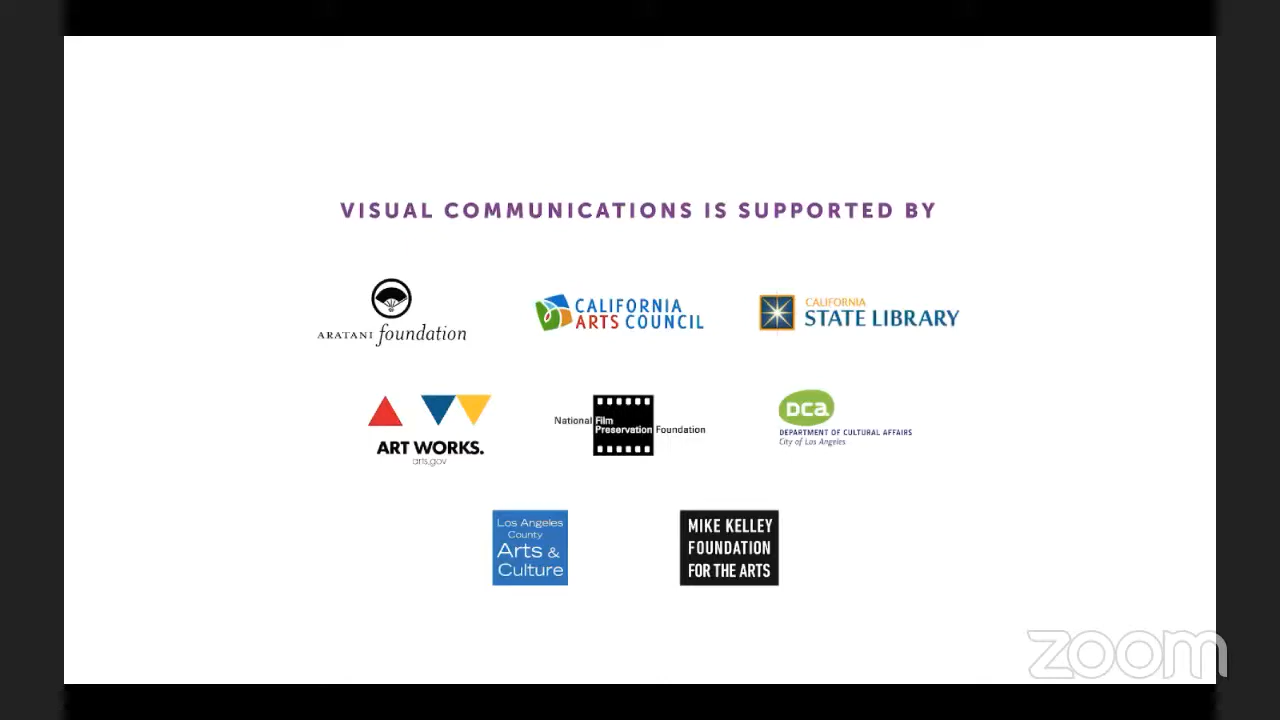 VISUAL COMMUNICATIONS IS SUPPORTED BY
ARATANI foundation
CALIFORNIA
ARTS COUNCIL
CALIFORNIA
STATE LIBRARY
ART WORKS.
arts.gov
National Film
Preservation Foundation
DCa
DEPARTMENT OF CULTURAL AFFAIRS
City of Los Angeles
Los Angeles
County
Arts &
Culture
MIKE KELLEY
FOUNDATION
FOR THE ARTS
zoom